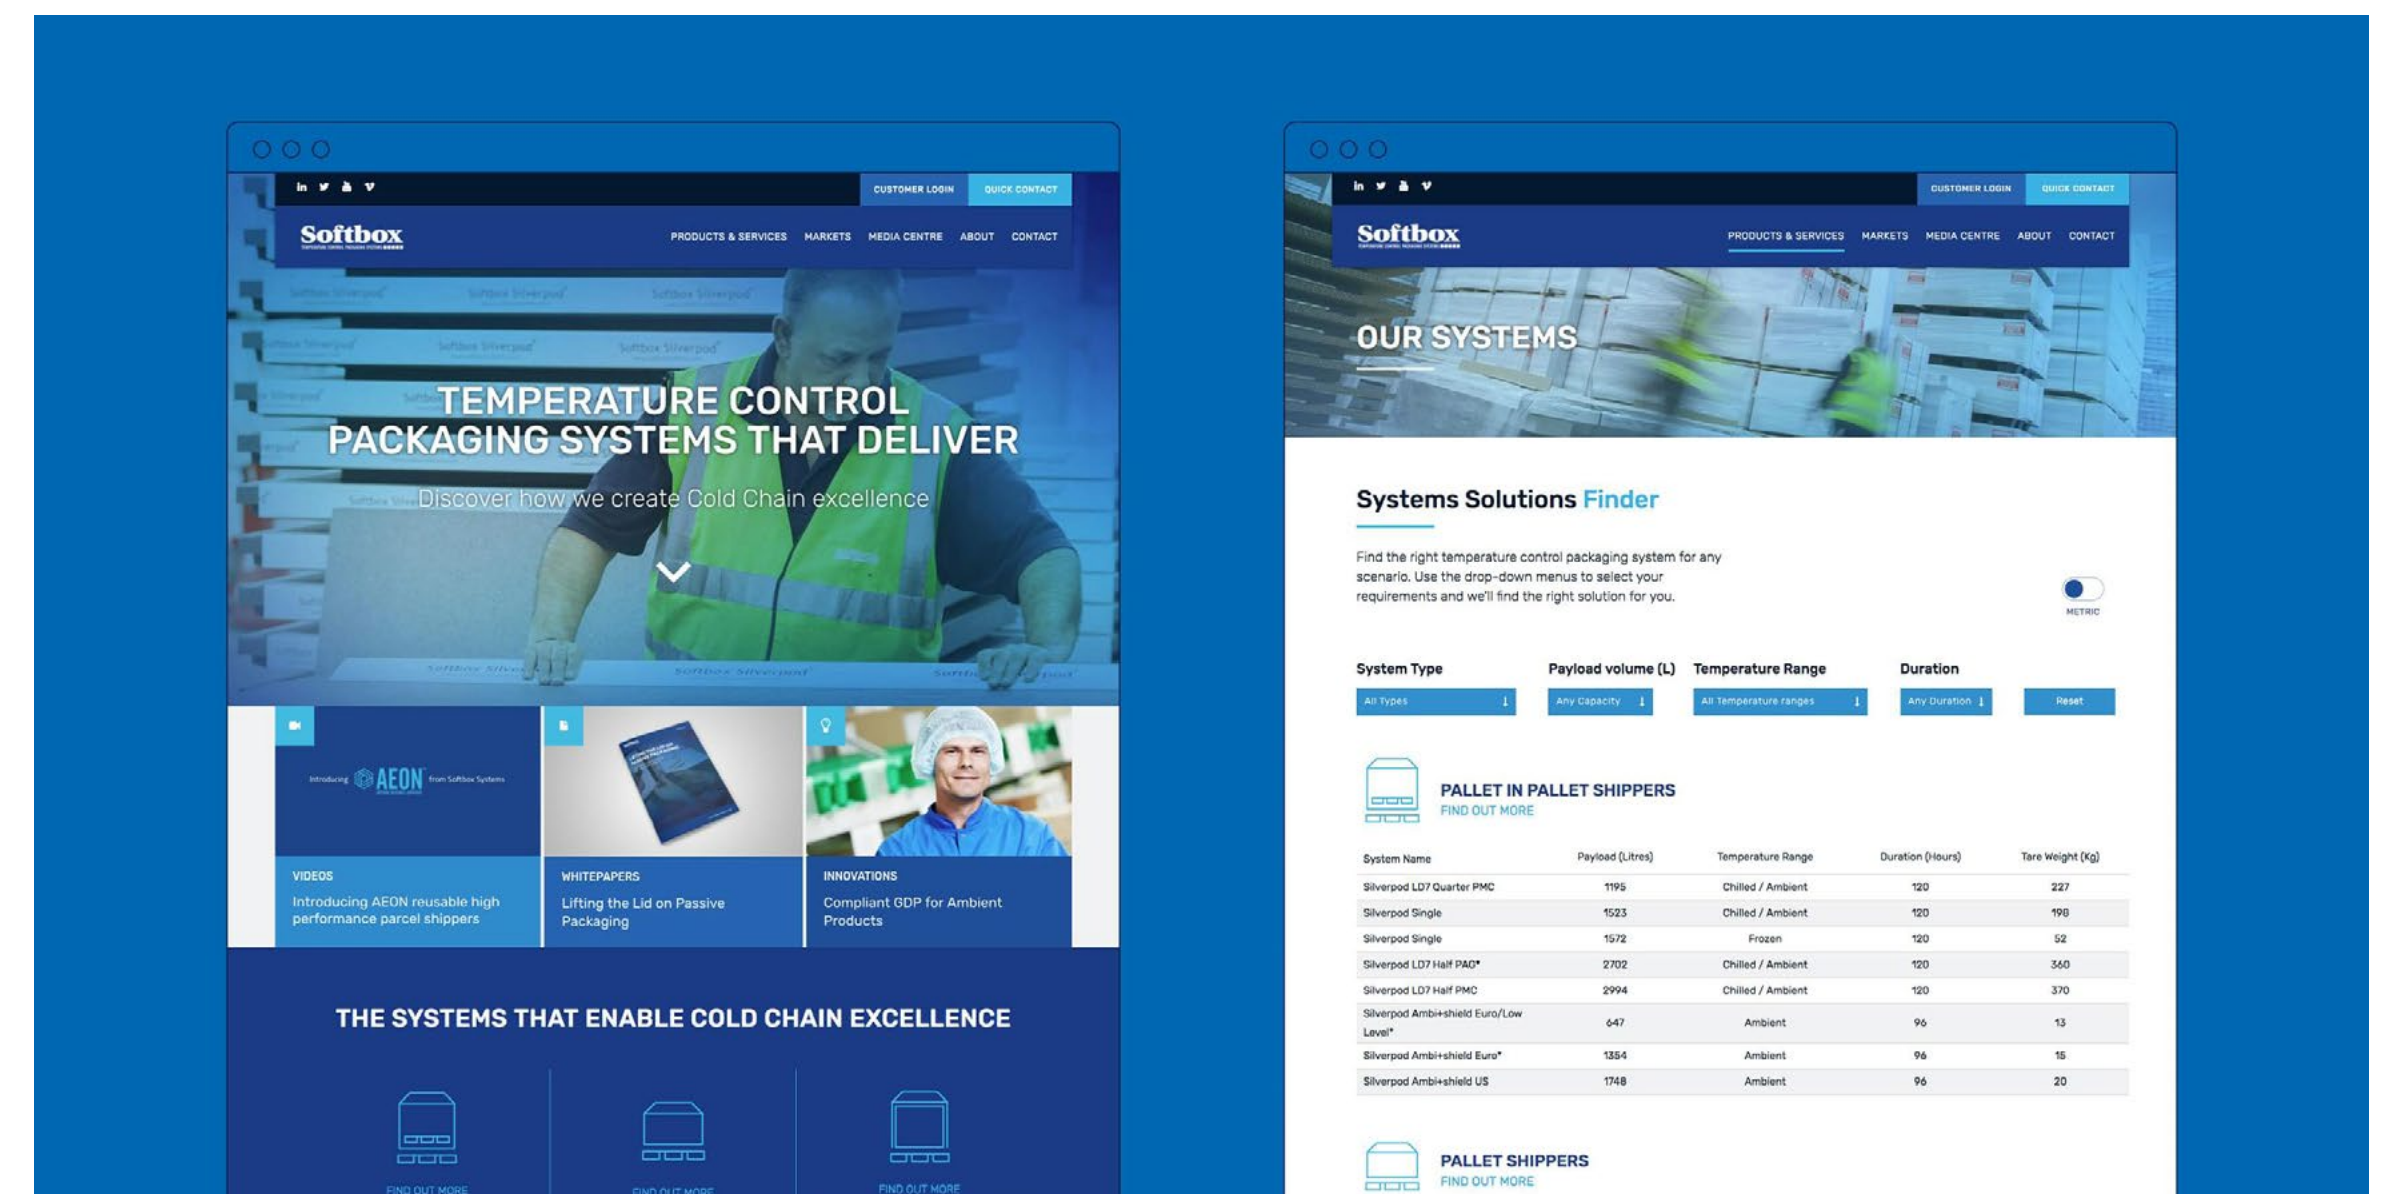 CUSTOMER LOGIN
QUICK CONTACT
Softbox
PRODUCTS & SERVICES MARKETS MEDIA CENTRE ABOUT CONTACT
Softbox Silverpod
Softbox Silverpod
TEMPERATURE CONTROL
PACKAGING SYSTEMS THAT DELIVER
Discover how we create Cold Chain excellence
Softbox Silverpod
Introducing AEON from Softbox Systems
VIDEOS
Introducing AEON reusable high
performance parcel shippers
WHITEPAPERS
Lifting the Lid on Passive
Packaging
INNOVATIONS
Compliant GDP for Ambient
Products
THE SYSTEMS THAT ENABLE COLD CHAIN EXCELLENCE
FIND OUT MORE
FIND OUT MORE
FIND OUT MORE
CUSTOMER LOGIN
QUICK CONTACT
Softbox
PRODUCTS & SERVICES MARKETS MEDIA CENTRE ABOUT CONTACT
OUR SYSTEMS
Systems Solutions Finder
Find the right temperature control packaging system for any
scenario. Use the drop-down menus to select your
requirements and we'll find the right solution for you.
METRIC
System Type Payload volume (L) Temperature Range Duration
All Types Any Capacity All Temperature ranges Any Duration Reset
PALLET IN PALLET SHIPPERS
FIND OUT MORE
System Name Payload (Litres) Temperature Range Duration (Hours) Tare Weight (Kg)
Silverpod LD7 Quarter PMC 1195 Chilled / Ambient 120 227
Silverpod Single 1523 Chilled / Ambient 120 198
Silverpod Single 1572 Frozen 120 52
Silverpod LD7 Half PAG* 2702 Chilled / Ambient 120 360
Silverpod LD7 Half PMC 2994 Chilled / Ambient 120 370
Silverpod Ambi+shield Euro/Low
Level* 647 Ambient 96 13
Silverpod Ambi+shield Euro* 1354 Ambient 96 15
Silverpod Ambi+shield US 1748 Ambient 96 20
PALLET SHIPPERS
FIND OUT MORE